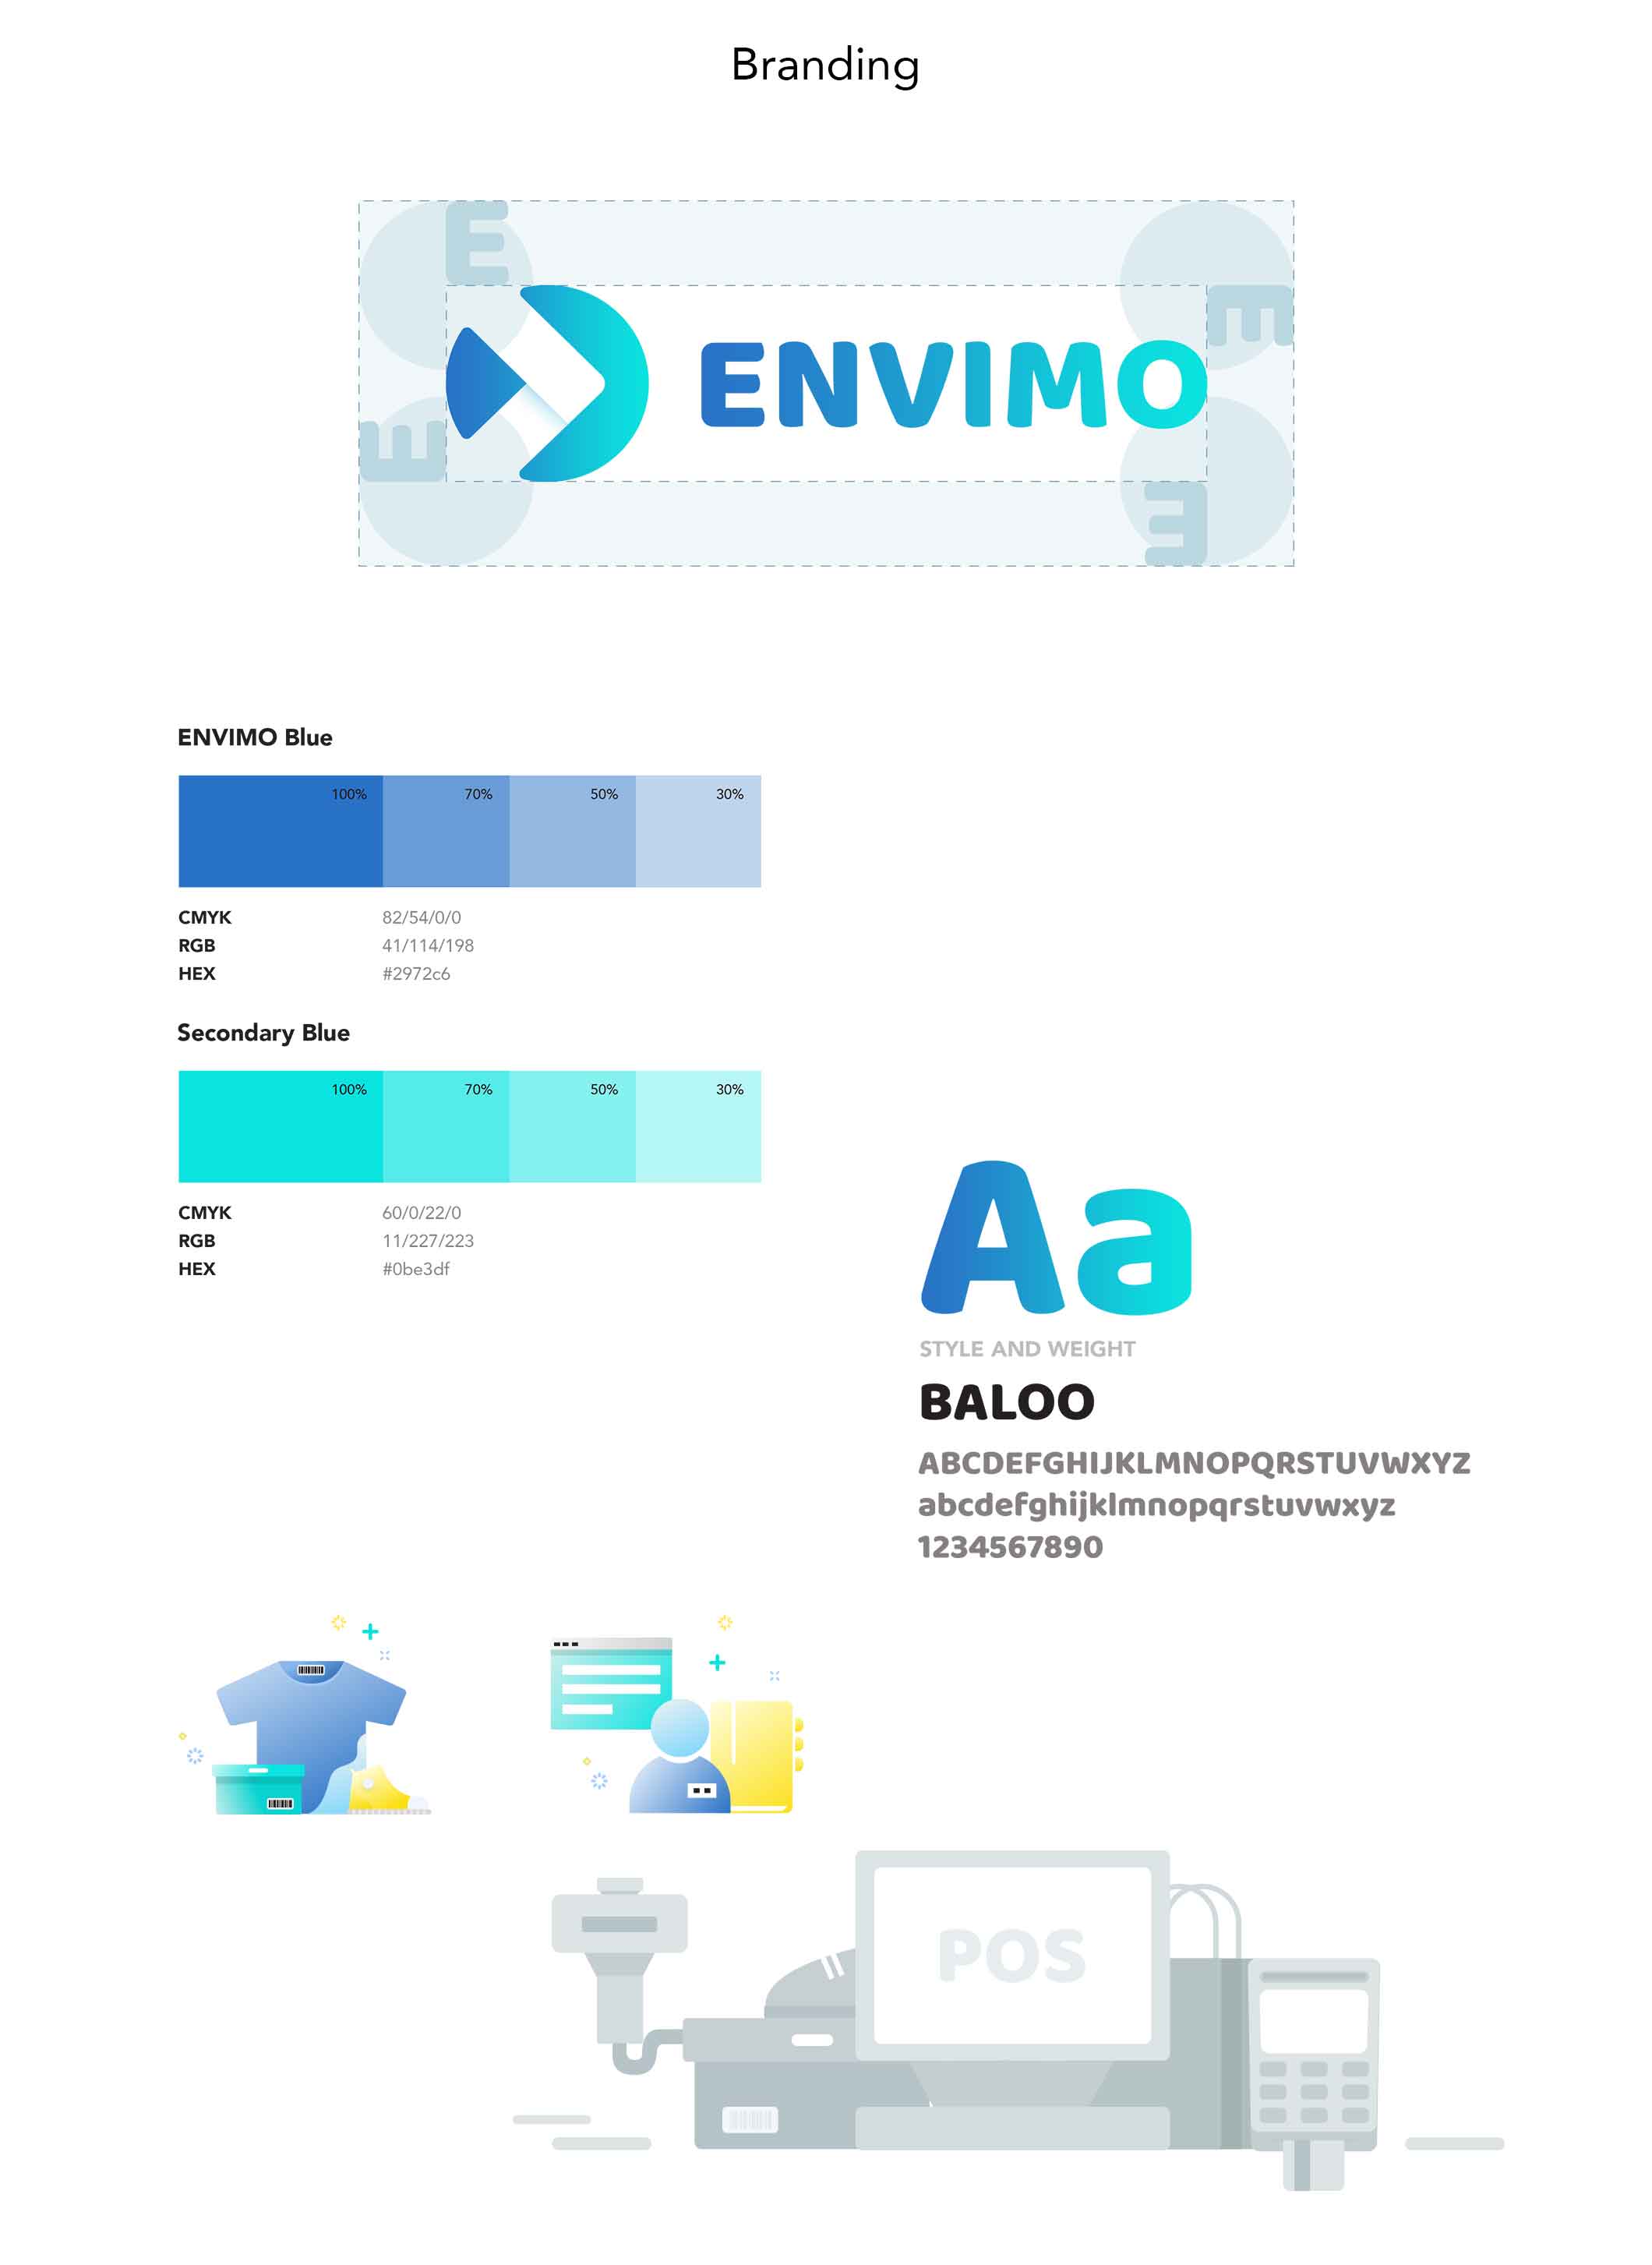 Branding
E
E
E
E
ENVIMO
ENVIMO Blue
100% 70% 50% 30%
CMYK 82/54/0/0
RGB 41/114/198
HEX #2972c6
Secondary Blue
100% 70% 50% 30%
CMYK 60/0/22/0
RGB 11/227/223
HEX #0be3df
Aa
STYLE AND WEIGHT
BALOO
ABCDEFGHIJKLMNOPQRSTUVWXYZ
abcdefghijklmnopqrstuvwxyz
1234567890
POS